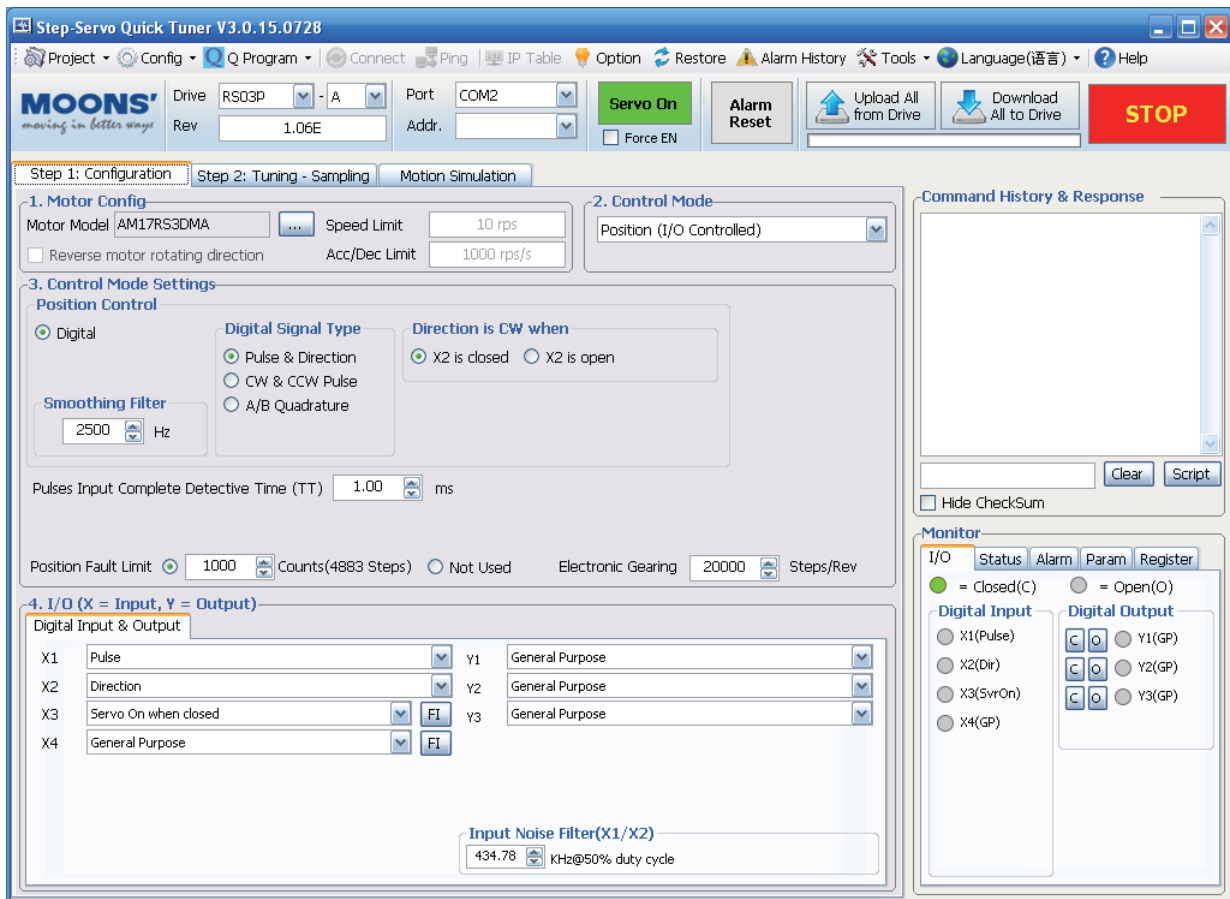 Step-Servo Quick Tuner V3.0.15.0728
Project Config Q Q Program Connect Ping IP Table Option Restore Alarm History Tools Language(语言) ? Help
MOONS'
moving in better ways
Drive RS03P - A
Rev 1.06E
Port COM2
Addr.
Servo On
Force EN
Alarm
Reset
Upload All
from Drive
Download
All to Drive
STOP
Step 1: Configuration Step 2: Tuning - Sampling Motion Simulation
1. Motor Config
Motor Model AM17RS3DMA ... Speed Limit 10 rps
Reverse motor rotating direction Acc/Dec Limit 1000 rps/s
2. Control Mode
Position (I/O Controlled)
3. Control Mode Settings
Position Control
Digital
Smoothing Filter
2500 Hz
Digital Signal Type
Pulse & Direction
CW & CCW Pulse
A/B Quadrature
Direction is CW when
X2 is closed X2 is open
Pulses Input Complete Detective Time (TT) 1.00 ms
Position Fault Limit 1000 Counts(4883 Steps) Not Used Electronic Gearing 20000 Steps/Rev
4. I/O (X = Input, Y = Output)
Digital Input & Output
X1 Pulse Y1 General Purpose
X2 Direction Y2 General Purpose
X3 Servo On when closed FI Y3 General Purpose
X4 General Purpose FI
Input Noise Filter(X1/X2)
434.78 KHz@50% duty cycle
Command History & Response
Clear Script
Hide CheckSum
Monitor
I/O Status Alarm Param Register
= Closed(C) = Open(O)
Digital Input
X1(Pulse)
X2(Dir)
X3(SvrOn)
X4(GP)
Digital Output
C O Y1(GP)
C O Y2(GP)
C O Y3(GP)